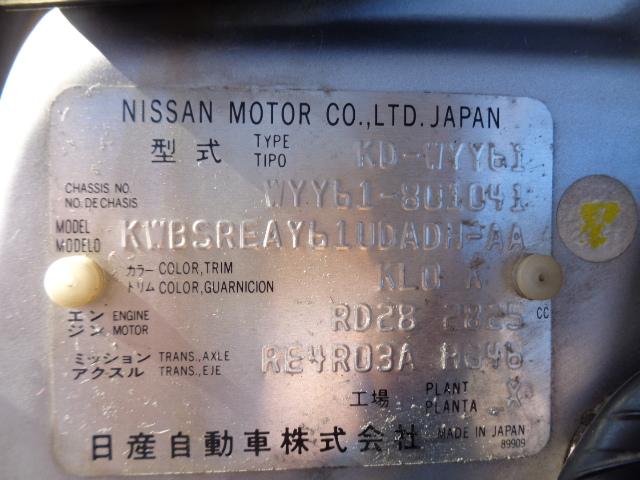 NISSAN MOTOR CO.,LTD. JAPAN
型式 TYPE TIPO KD-WYY61
CHASSIS NO. NO. DE CHASIS WYY61-801041
MODEL MODELO KWBSREAY61UDADH-AA
カラー COLOR,TRIM トリム COLOR,GUARNICION KL0 K
エンジン ENGINE MOTOR RD28 2825 CC
ミッション TRANS.,AXLE アクスル TRANS.,EJE RE4R03A HG46
工場 PLANT PLANTA X
日産自動車株式会社 MADE IN JAPAN
89909